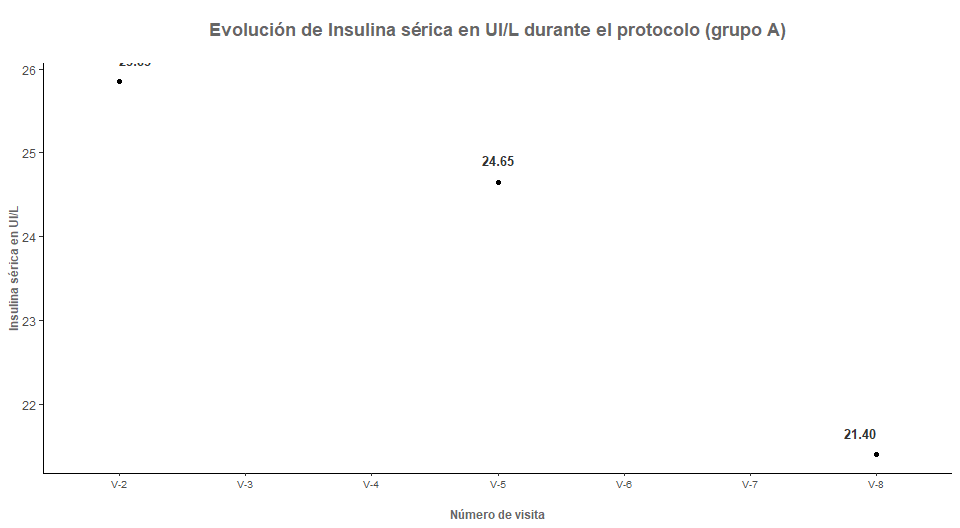 Evolución de Insulina sérica en UI/L durante el protocolo (grupo A)
26
25
24
23
22
Insulina sérica en UI/L
24.65
21.40
V-2
V-3
V-4
V-5
V-6
V-7
V-8
Número de visita